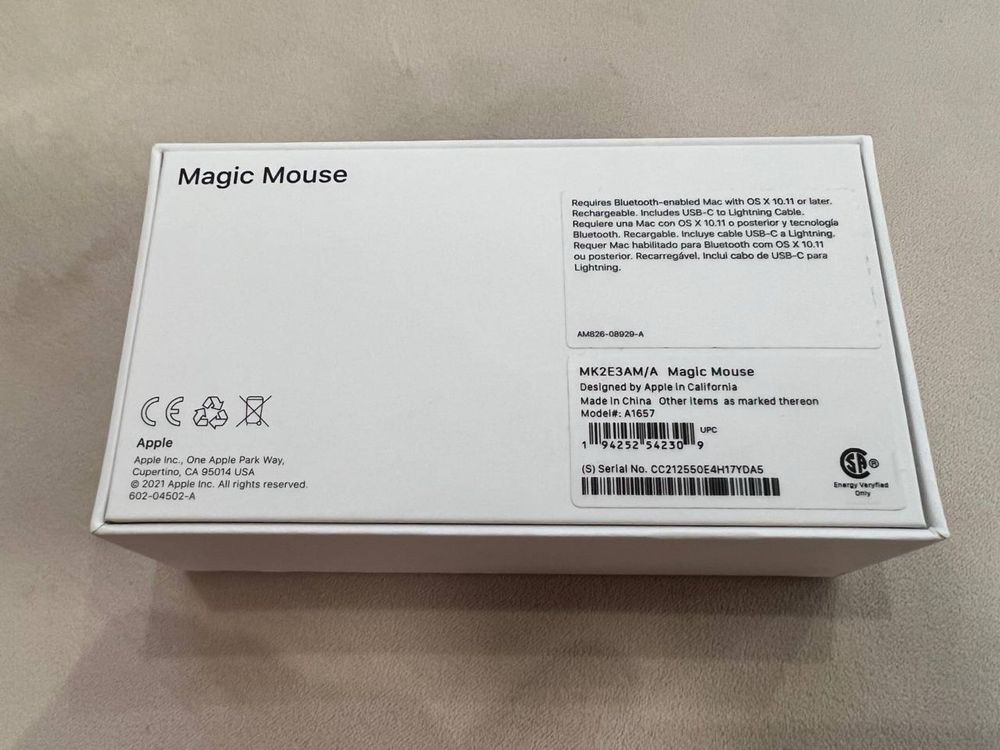 Magic Mouse
Requires Bluetooth-enabled Mac with OS X 10.11 or later.
Rechargeable. Includes USB-C to Lightning Cable.
Requiere una Mac con OS X 10.11 o posterior y tecnología
Bluetooth. Recargable. Incluye cable USB-C a Lightning.
Requer Mac habilitado para Bluetooth com OS X 10.11
ou posterior. Recarregável. Inclui cabo de USB-C para
Lightning.
AM626-08929-A
MK2E3AM/A Magic Mouse
Designed by Apple in California
Made in China Other items as marked thereon
Model#: A1657
UPC
1 94252 54230 9
(S) Serial No. CC212550E4H17YDA5
SA ®
Energy Veryfied
Only
CE
Apple
Apple Inc., One Apple Park Way,
Cupertino, CA 95014 USA
© 2021 Apple Inc. All rights reserved.
602-04502-A